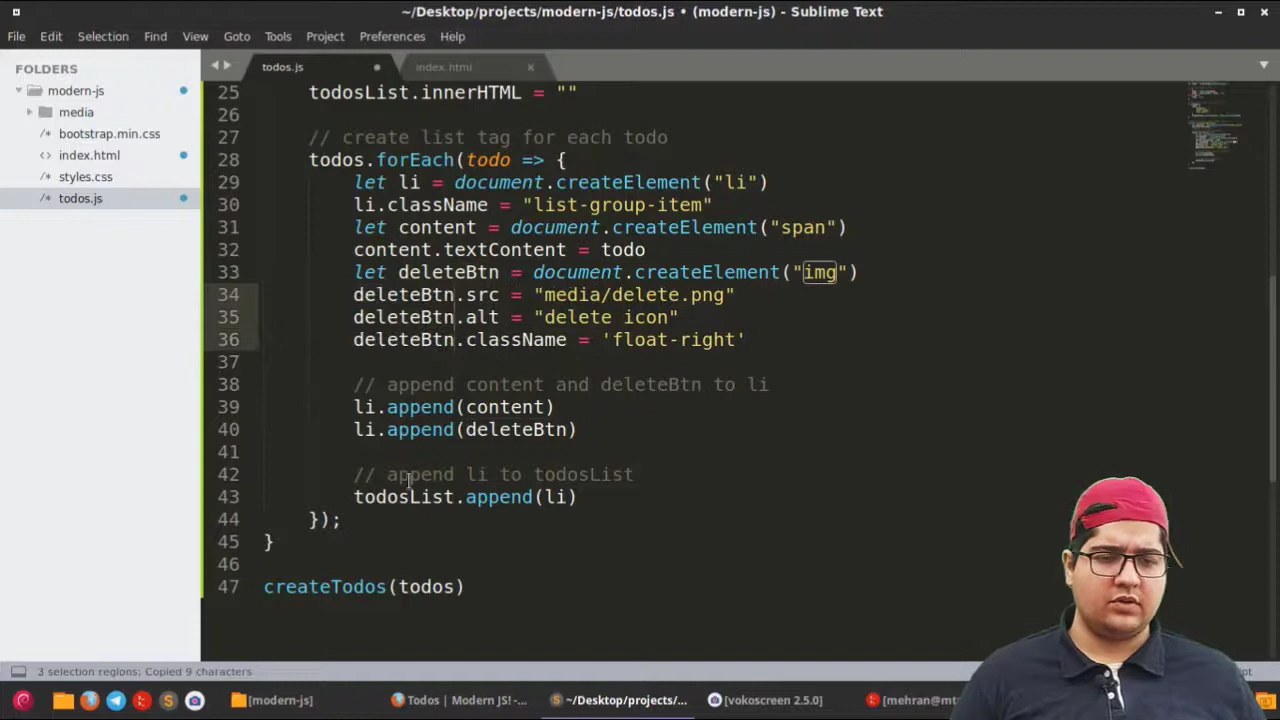 ~/Desktop/projects/modern-js/todos.js • (modern-js) - Sublime Text
File Edit Selection Find View Goto Tools Project Preferences Help
FOLDERS
modern-js
media
/* bootstrap.min.css
<> index.html
/* styles.css
/* todos.js
todos.js
index.html
25 todosList.innerHTML = ""
26
27 // create list tag for each todo
28 todos.forEach(todo => {
29 let li = document.createElement("li")
30 li.className = "list-group-item"
31 let content = document.createElement("span")
32 content.textContent = todo
33 let deleteBtn = document.createElement("img")
34 deleteBtn.src = "media/delete.png"
35 deleteBtn.alt = "delete icon"
36 deleteBtn.className = 'float-right'
37
38 // append content and deleteBtn to li
39 li.append(content)
40 li.append(deleteBtn)
41
42 // append li to todosList
43 todosList.append(li)
44 });
45 }
46
47 createTodos(todos)
3 selection regions; Copied 9 characters
[modern-js]
Todos | Modern JS! -...
~/Desktop/projects/...
[vokoscreen 2.5.0]
[mehran@mt